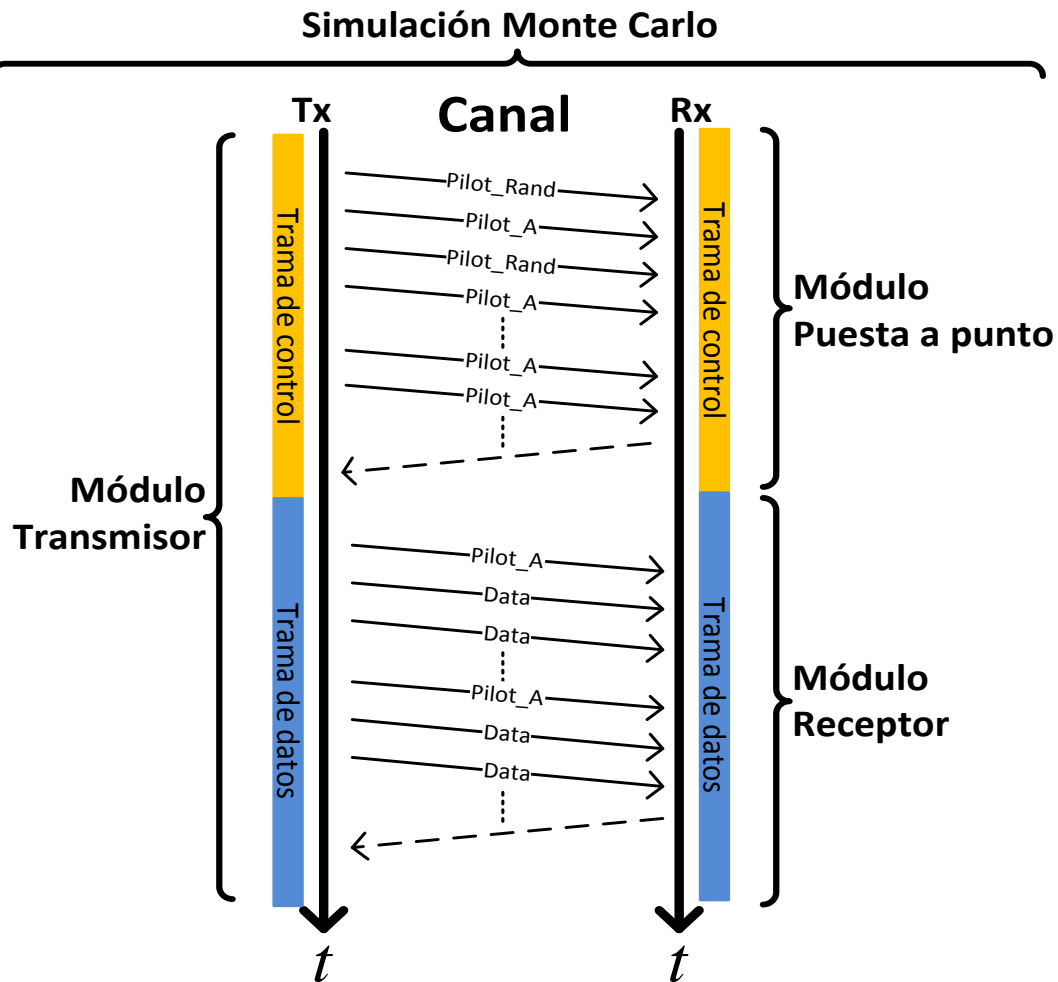 Simulación Monte Carlo
Tx
Canal
Rx
Trama de control
Pilot_Rand
Pilot_A
Pilot_Rand
Pilot_A
Pilot_A
Pilot_A
Trama de control
Módulo
Puesta a punto
Módulo
Transmisor
Trama de datos
Pilot_A
Data
Data
Pilot_A
Data
Data
Trama de datos
Módulo
Receptor
t
t